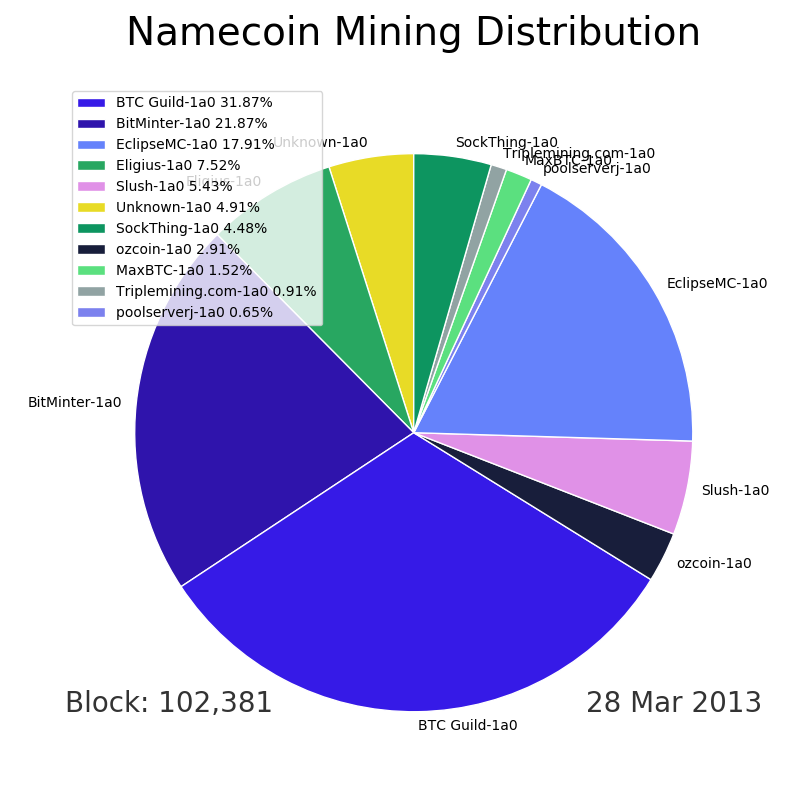 Namecoin Mining Distribution
BTC Guild-1a0 31.87%
BitMinter-1a0 21.87%
EclipseMC-1a0 17.91%
Eligius-1a0 7.52%
Slush-1a0 5.43%
Unknown-1a0 4.91%
SockThing-1a0 4.48%
ozcoin-1a0 2.91%
MaxBTC-1a0 1.52%
Triplemining.com-1a0 0.91%
poolserverj-1a0 0.65%
Unknown-1a0
Eligius-1a0
SockThing-1a0
Triplemining.com-1a0
MaxBTC-1a0
poolserverj-1a0
EclipseMC-1a0
BitMinter-1a0
Slush-1a0
ozcoin-1a0
BTC Guild-1a0
Block: 102,381
28 Mar 2013